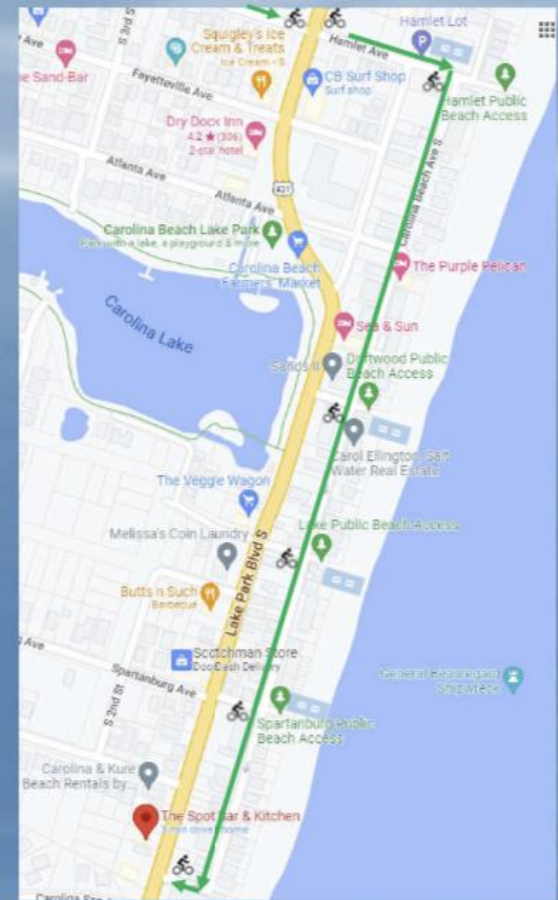 Hamlet Lot
S 3rd St
Squigley's Ice
Cream & Treats
Ice Cream • $
Hamlet Ave
Ave
he Sand-Bar
Fayetteville Ave
CB Surf Shop
Surf shop
Hamlet Public
Beach Access
Dry Dock Inn
4.2 ★ (306)
2-star hotel
Atlanta Ave
421
Atlanta Ave
Carolina Beach Ave S
Carolina Beach Lake Park
Park with a lake, a playground & more
Carolina Beach
Farmers' Market
The Purple Pelican
Carolina Lake
Sea & Sun
Sands II
Driftwood Public
Beach Access
Carol Ellington, Salt
Water Real Estate
The Veggie Wagon
Lake Public Beach Access
Melissa's Coin Laundry
Butts n Such
Barbecue
Lake Park Blvd S
Scotchman Store
DoorDash Delivery
Ave
Spartanburg Ave
General Beauregard
Shipwreck
S 2nd St
Spartanburg Public
Beach Access
Carolina & Kure
Beach Rentals by...
The Spot Bar & Kitchen
min drive, home